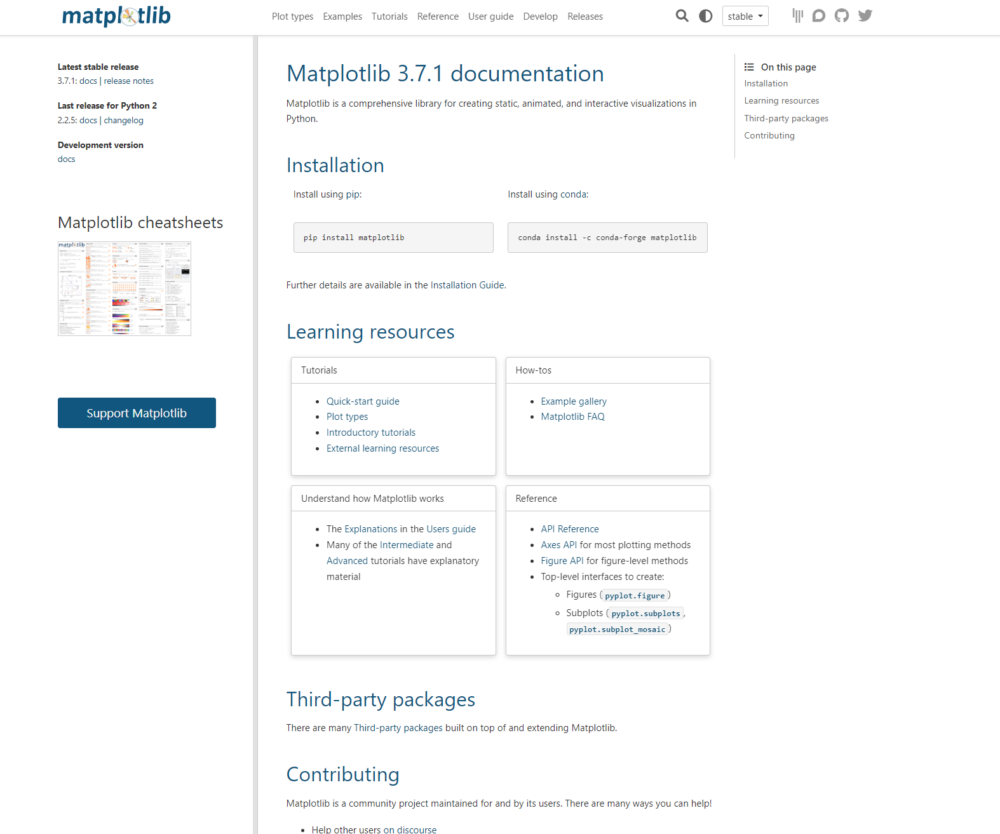 matplotlib
Plot types Examples Tutorials Reference User guide Develop Releases
stable
Latest stable release
3.7.1: docs | release notes
Last release for Python 2
2.2.5: docs | changelog
Development version
docs
Matplotlib cheatsheets
matplotlib
Support Matplotlib
Matplotlib 3.7.1 documentation
Matplotlib is a comprehensive library for creating static, animated, and interactive visualizations in
Python.
Installation
Install using pip:
pip install matplotlib
Install using conda:
conda install -c conda-forge matplotlib
Further details are available in the Installation Guide.
Learning resources
Tutorials
• Quick-start guide
• Plot types
• Introductory tutorials
• External learning resources
How-tos
• Example gallery
• Matplotlib FAQ
Understand how Matplotlib works
• The Explanations in the Users guide
• Many of the Intermediate and
Advanced tutorials have explanatory
material
Reference
• API Reference
• Axes API for most plotting methods
• Figure API for figure-level methods
• Top-level interfaces to create:
◦ Figures (pyplot.figure)
◦ Subplots (pyplot.subplots,
pyplot.subplot_mosaic)
Third-party packages
There are many Third-party packages built on top of and extending Matplotlib.
Contributing
Matplotlib is a community project maintained for and by its users. There are many ways you can help!
• Help other users on discourse
On this page
Installation
Learning resources
Third-party packages
Contributing